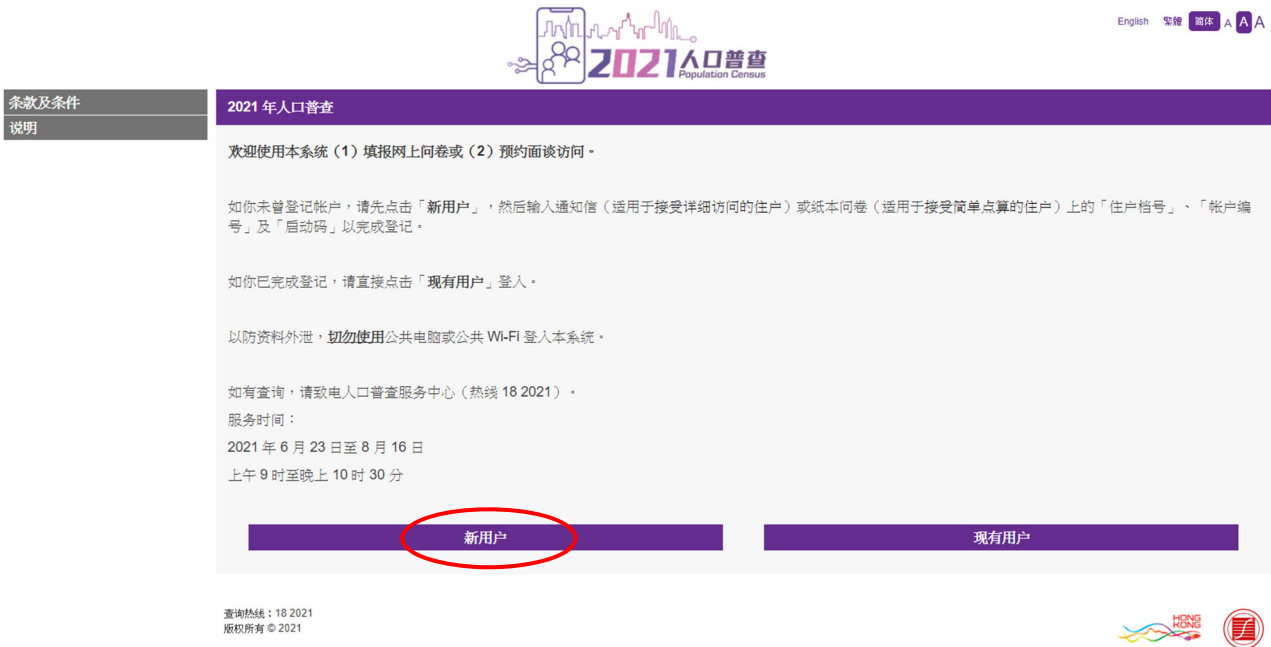 English 繁體 简体 A A A
2021人口普查
Population Census
条款及条件
说明
2021 年人口普查
欢迎使用本系统（1）填报网上问卷或（2）预约面谈访问。
如你未曾登记帐户，请先点击「新用户」，然后输入通知信（适用于接受详细访问的住户）或纸本问卷（适用于接受简单点算的住户）上的「住户档号」、「帐户编
号」及「启动码」以完成登记。
如你已完成登记，请直接点击「现有用户」登入。
以防资料外泄，切勿使用公共电脑或公共 Wi-Fi 登入本系统。
如有查询，请致电人口普查服务中心（热线 18 2021）。
服务时间：
2021 年 6 月 23 日至 8 月 16 日
上午 9 时至晚上 10 时 30 分
新用户
现有用户
查询热线：18 2021
版权所有 © 2021
HONG
KONG